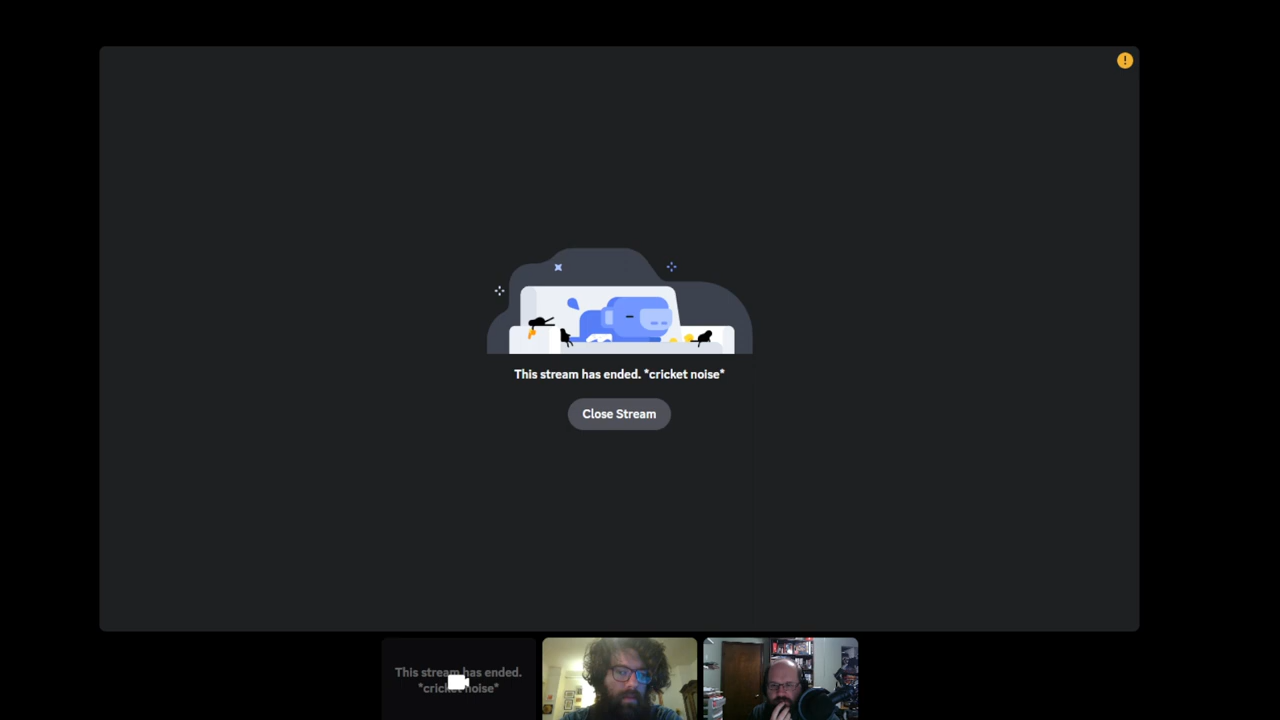 This stream has ended. *cricket noise*
Close Stream
This stream has ended.
*cricket noise*